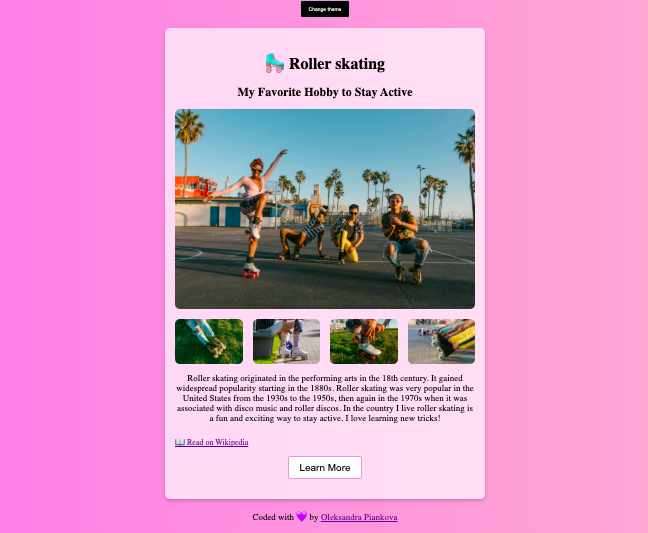 Change theme
🛼 Roller skating
My Favorite Hobby to Stay Active
Roller skating originated in the performing arts in the 18th century. It gained
widespread popularity starting in the 1880s. Roller skating was very popular in the
United States from the 1930s to the 1950s, then again in the 1970s when it was
associated with disco music and roller discos. In the country I live roller skating is
a fun and exciting way to stay active. I love learning new tricks!
📖 Read on Wikipedia
Learn More
Coded with 💜 by Oleksandra Piankova